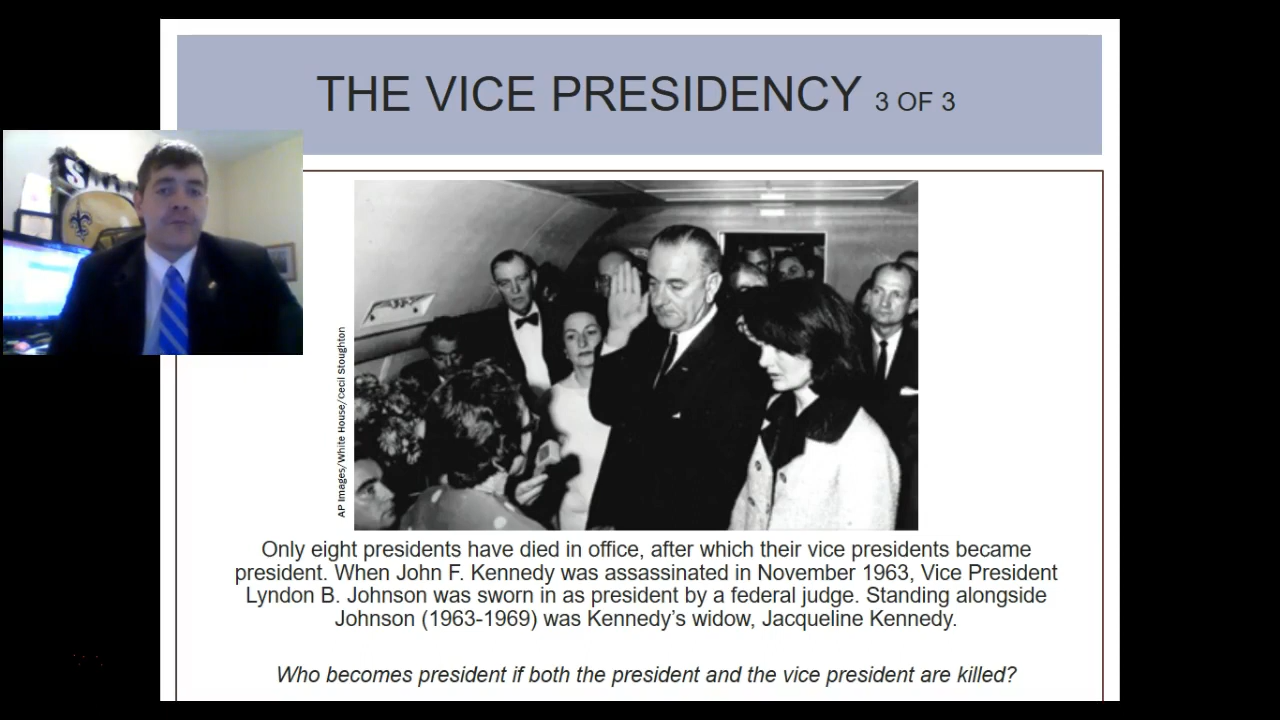 THE VICE PRESIDENCY 3 OF 3
AP Images/White House/Cecil Stoughton
Only eight presidents have died in office, after which their vice presidents became
president. When John F. Kennedy was assassinated in November 1963, Vice President
Lyndon B. Johnson was sworn in as president by a federal judge. Standing alongside
Johnson (1963-1969) was Kennedy’s widow, Jacqueline Kennedy.
Who becomes president if both the president and the vice president are killed?